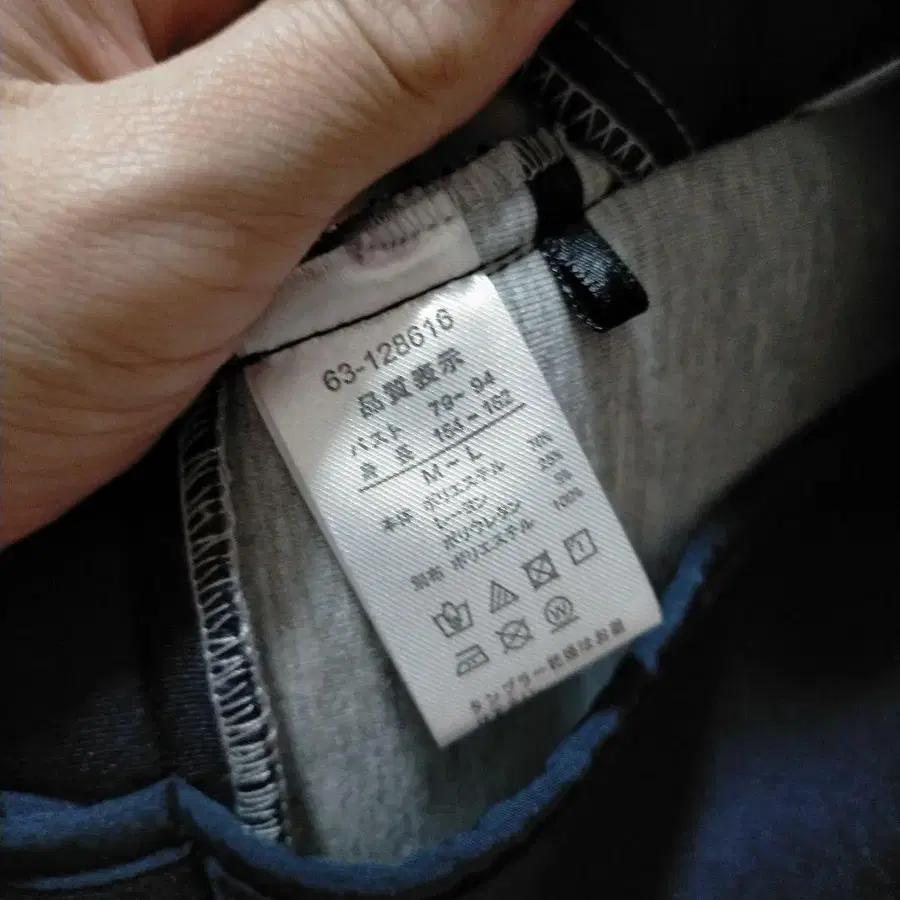 63-128616
品質表示
バスト 79~94
身長 154~162
M-L
本体 ポリエステル
レーヨン
ポリウレタン 5%
別布 ポリエステル 100%
W
タンブラー乾燥はお避